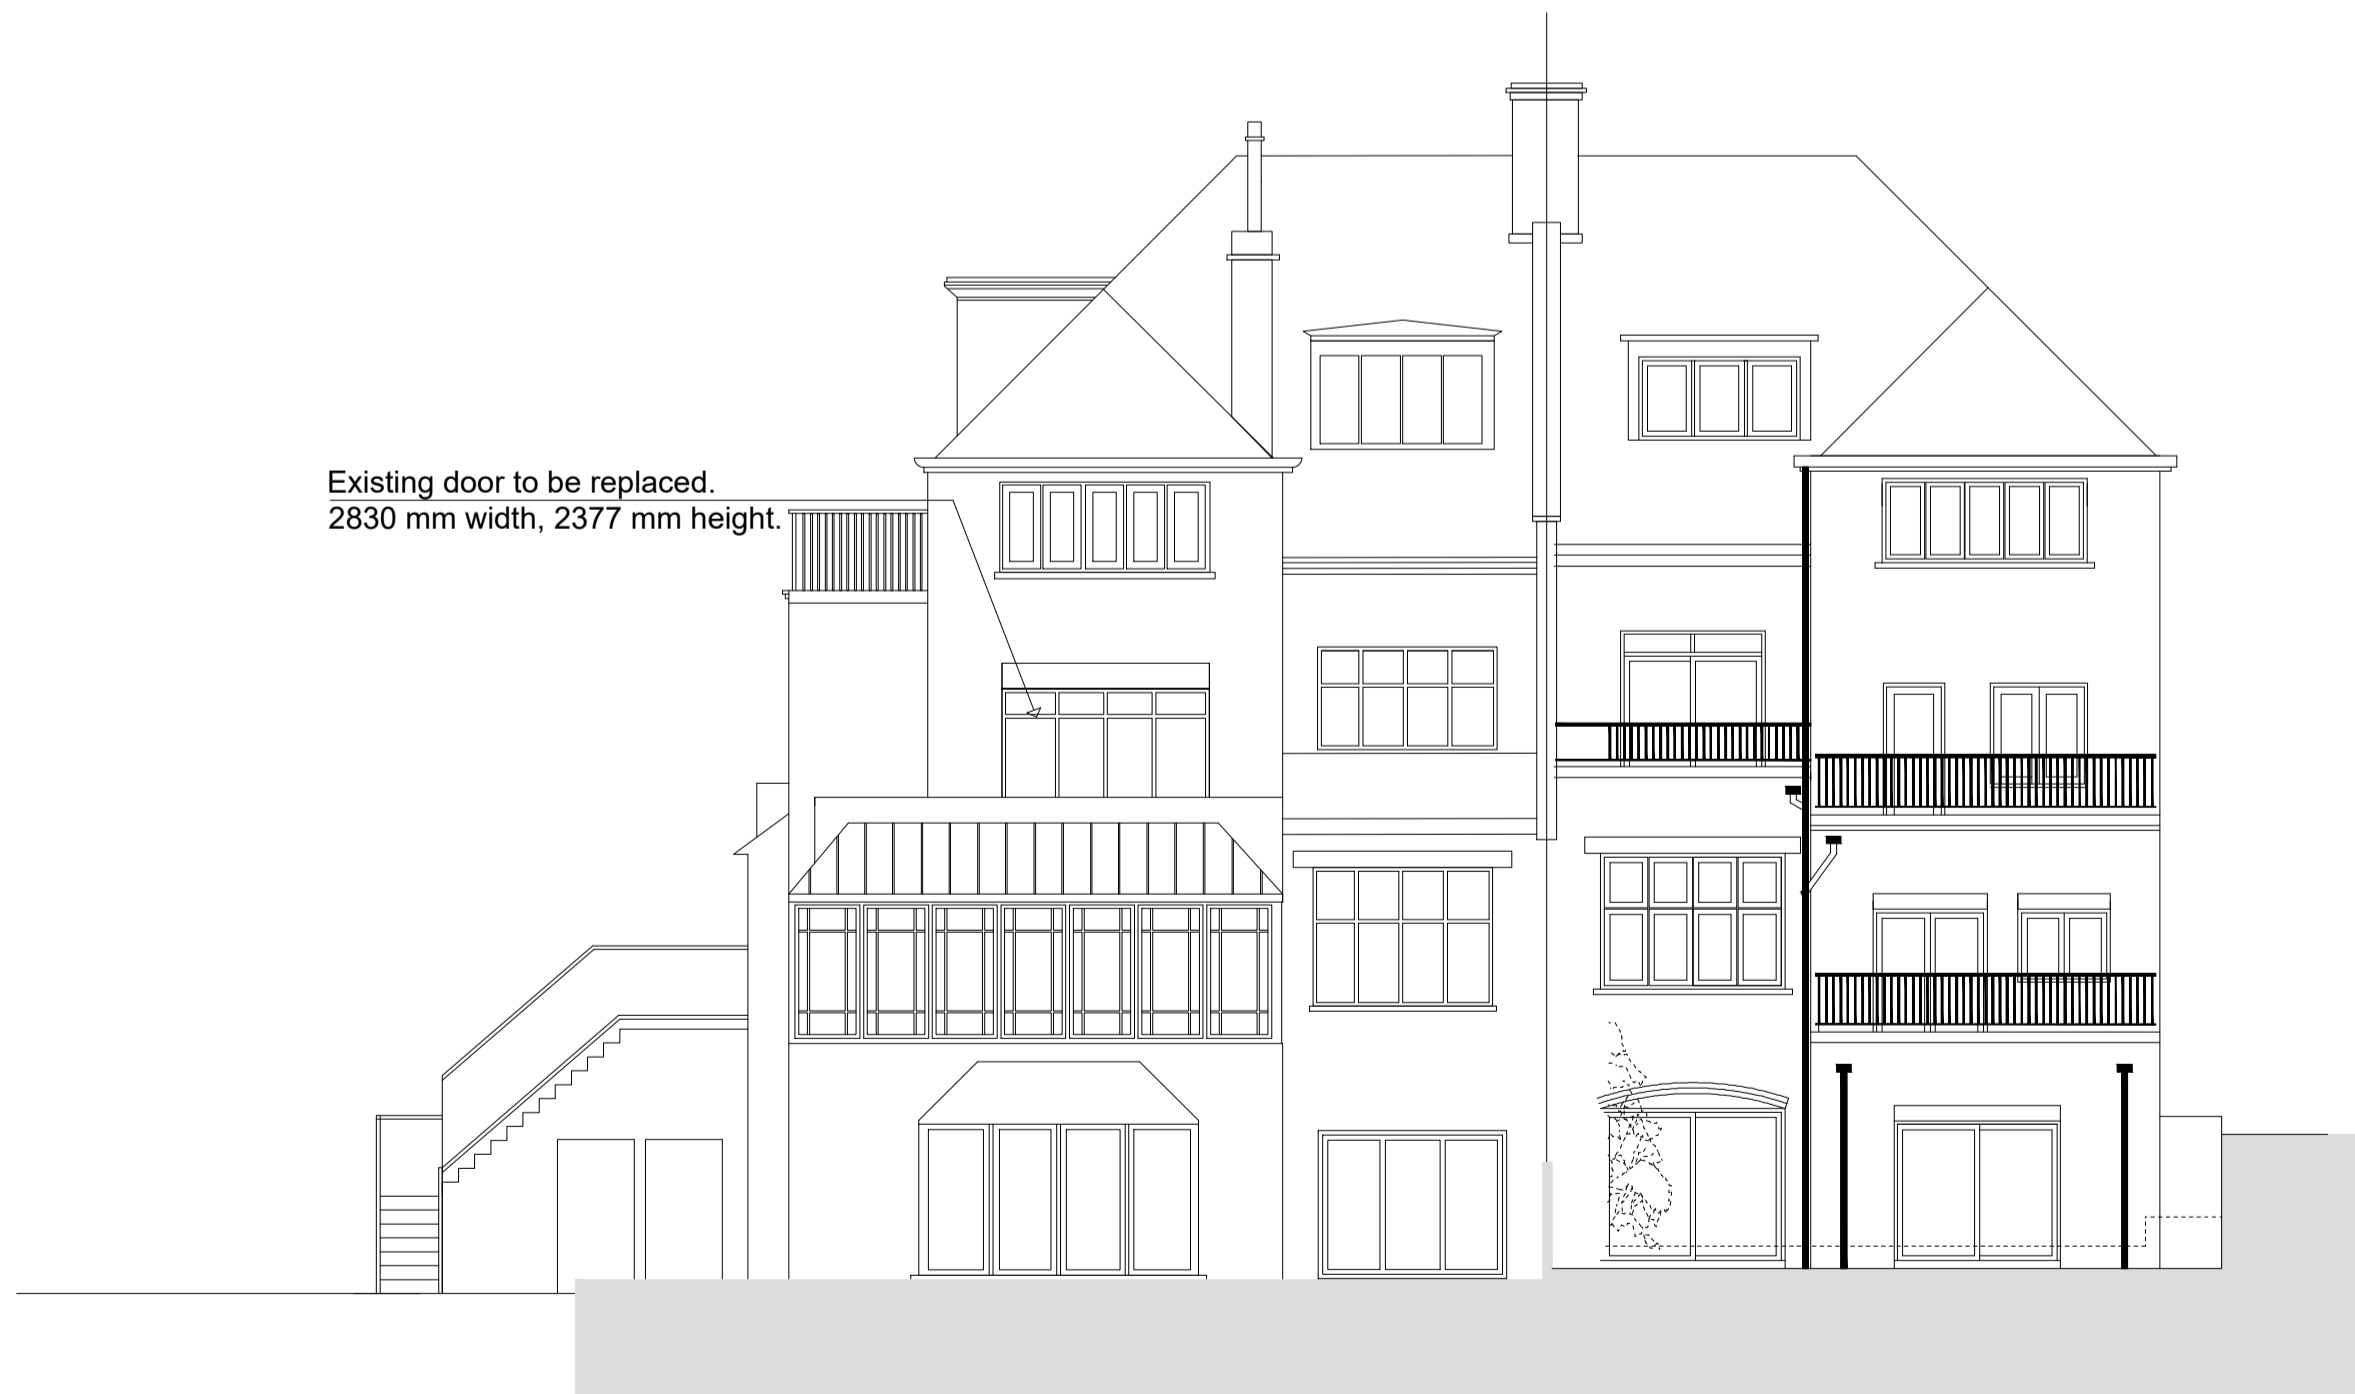 Existing door to be replaced.
2830 mm width, 2377 mm height.